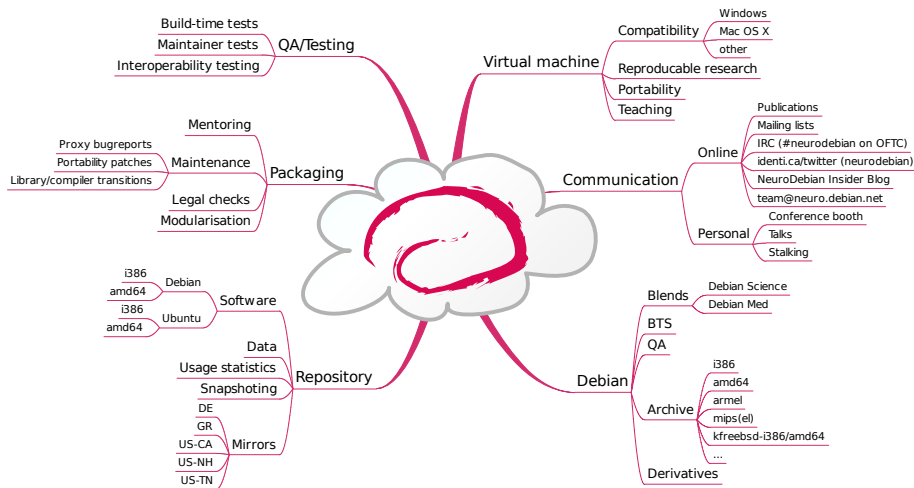 QA/Testing
Build-time tests
Maintainer tests
Interoperability testing
Packaging
Mentoring
Maintenance
Proxy bugreports
Portability patches
Library/compiler transitions
Legal checks
Modularisation
Repository
Software
Debian
i386
amd64
Ubuntu
i386
amd64
Data
Usage statistics
Snapshoting
Mirrors
DE
GR
US-CA
US-NH
US-TN
Virtual machine
Compatibility
Windows
Mac OS X
other
Reproducable research
Portability
Teaching
Communication
Online
Publications
Mailing lists
IRC (#neurodebian on OFTC)
identi.ca/twitter (neurodebian)
NeuroDebian Insider Blog
team@neuro.debian.net
Personal
Conference booth
Talks
Stalking
Debian
Blends
Debian Science
Debian Med
BTS
QA
Archive
i386
amd64
armel
mips(el)
kfreebsd-i386/amd64
...
Derivatives